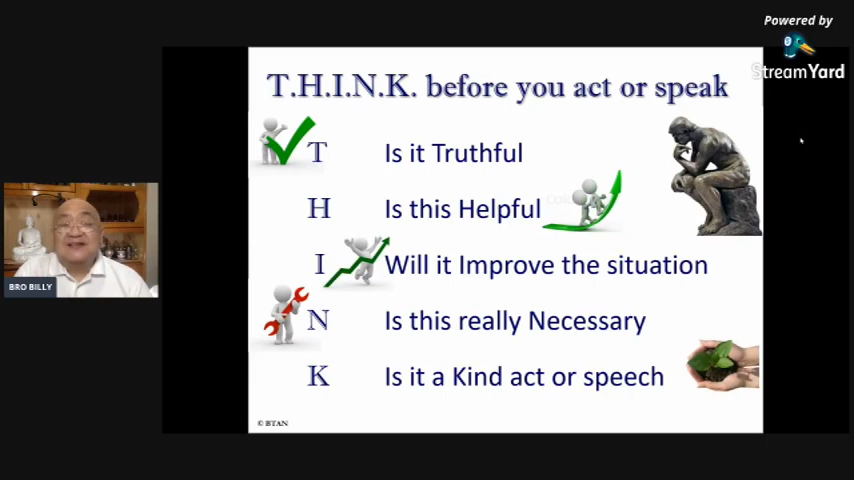 Powered by
StreamYard
T.H.I.N.K. before you act or speak
T Is it Truthful
H Is this Helpful
I Will it Improve the situation
N Is this really Necessary
K Is it a Kind act or speech
BRO BILLY
© BTAN